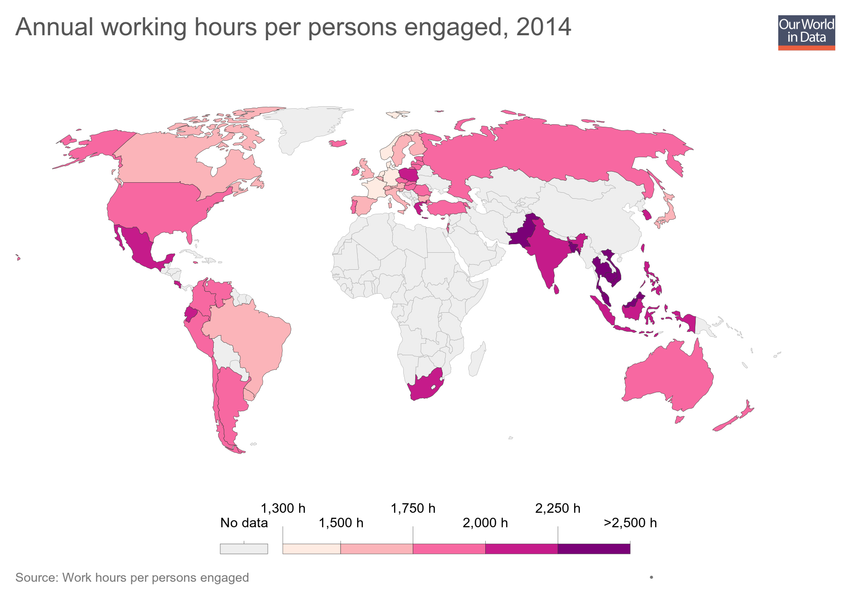 Annual working hours per persons engaged, 2014
Our World
in Data
1,300 h 1,750 h 2,250 h
No data 1,500 h 2,000 h >2,500 h
Source: Work hours per persons engaged